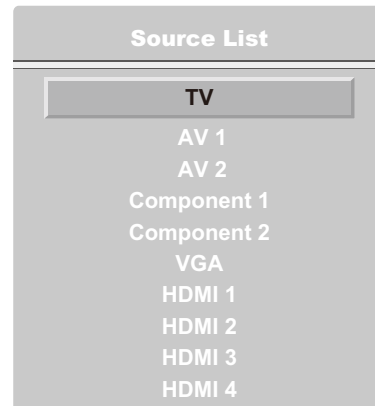 Source List
TV
AV 1
AV 2
Component 1
Component 2
VGA
HDMI 1
HDMI 2
HDMI 3
HDMI 4